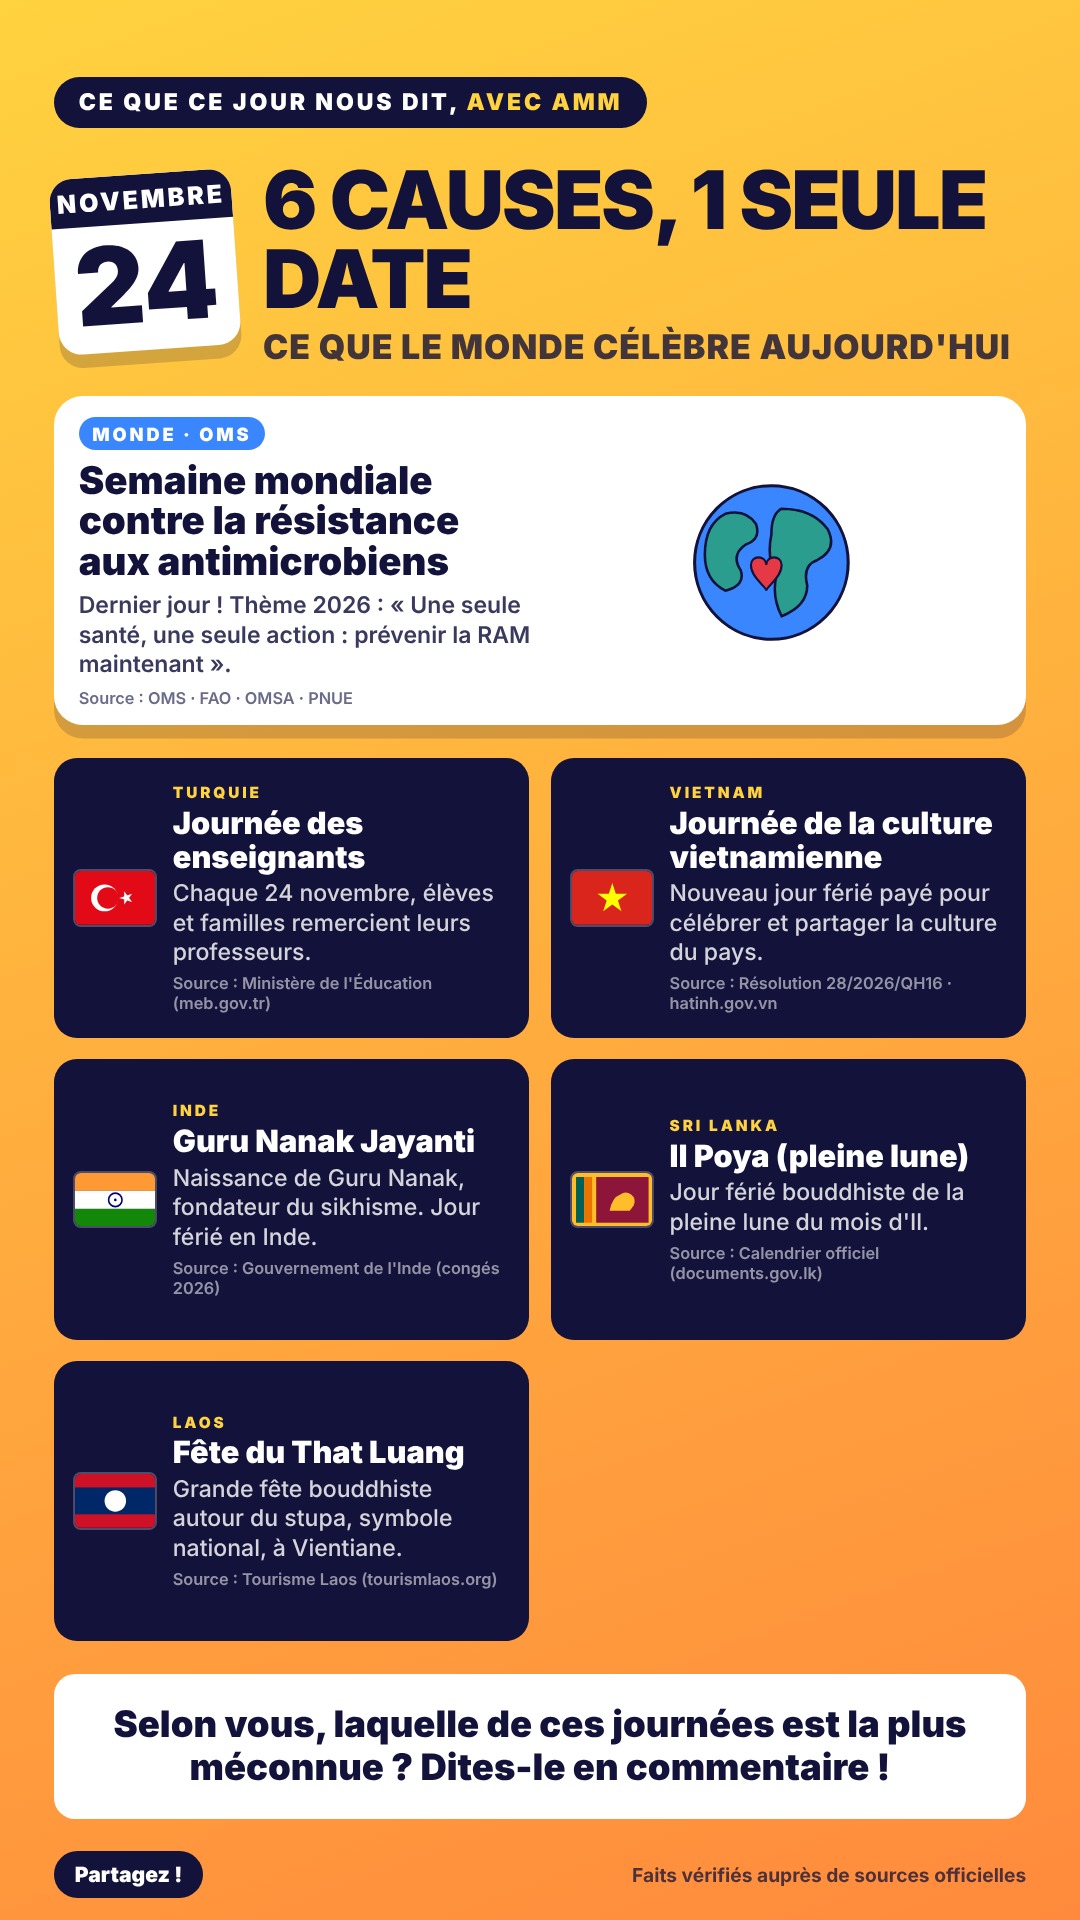 CE QUE CE JOUR NOUS DIT, AVEC AMM
NOVEMBRE
24
6 CAUSES, 1 SEULE
DATE
CE QUE LE MONDE CÉLÈBRE AUJOURD'HUI
MONDE · OMS
Semaine mondiale
contre la résistance
aux antimicrobiens
Dernier jour ! Thème 2026 : « Une seule
santé, une seule action : prévenir la RAM
maintenant ».
Source : OMS · FAO · OMSA · PNUE
TURQUIE
Journée des
enseignants
Chaque 24 novembre, élèves
et familles remercient leurs
professeurs.
Source : Ministère de l'Éducation
(meb.gov.tr)
VIETNAM
Journée de la culture
vietnamienne
Nouveau jour férié payé pour
célébrer et partager la culture
du pays.
Source : Résolution 28/2026/QH16 ·
hatinh.gov.vn
INDE
Guru Nanak Jayanti
Naissance de Guru Nanak,
fondateur du sikhisme. Jour
férié en Inde.
Source : Gouvernement de l'Inde (congés
2026)
SRI LANKA
Il Poya (pleine lune)
Jour férié bouddhiste de la
pleine lune du mois d'Il.
Source : Calendrier officiel
(documents.gov.lk)
LAOS
Fête du That Luang
Grande fête bouddhiste
autour du stupa, symbole
national, à Vientiane.
Source : Tourisme Laos (tourismlaos.org)
Selon vous, laquelle de ces journées est la plus
méconnue ? Dites-le en commentaire !
Partagez !
Faits vérifiés auprès de sources officielles